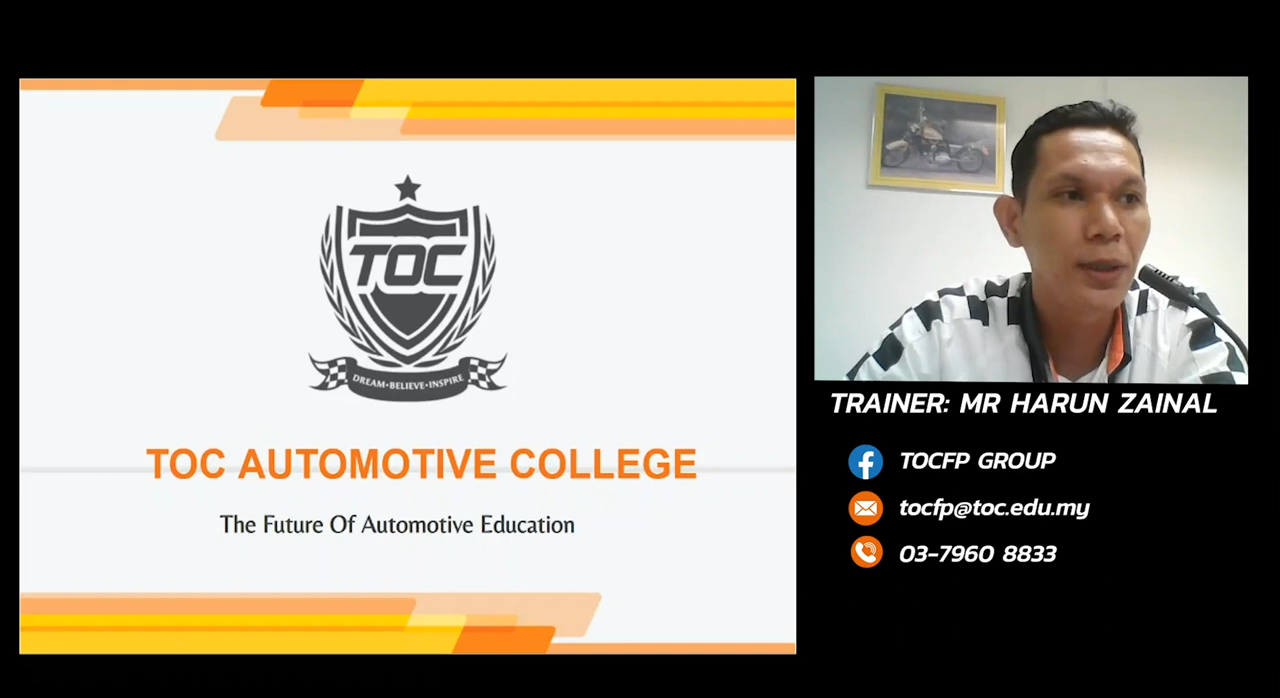 TOC
DREAM•BELIEVE•INSPIRE
TOC AUTOMOTIVE COLLEGE
The Future Of Automotive Education
TRAINER: MR HARUN ZAINAL
TOCFP GROUP
tocfp@toc.edu.my
03-7960 8833